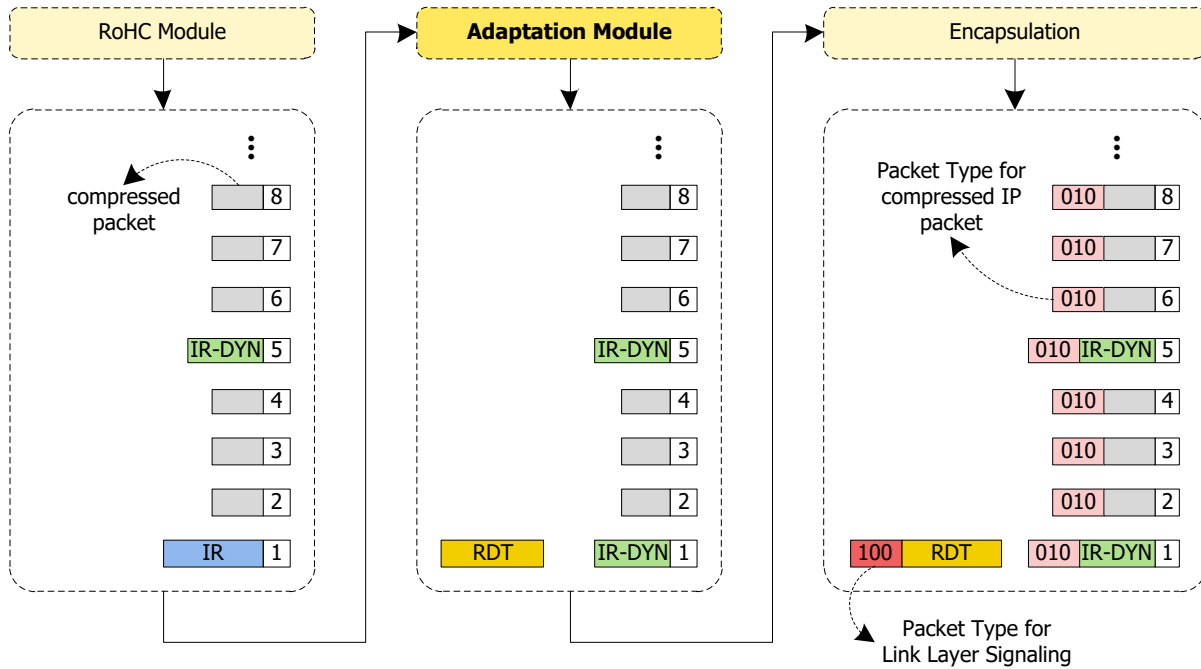 RoHC Module
Adaptation Module
Encapsulation
compressed
packet
8
7
6
IR-DYN 5
4
3
2
IR 1
8
7
6
IR-DYN 5
4
3
2
RDT IR-DYN 1
Packet Type for
compressed IP
packet
010 8
010 7
010 6
010 IR-DYN 5
010 4
010 3
010 2
100 RDT 010 IR-DYN 1
Packet Type for
Link Layer Signaling